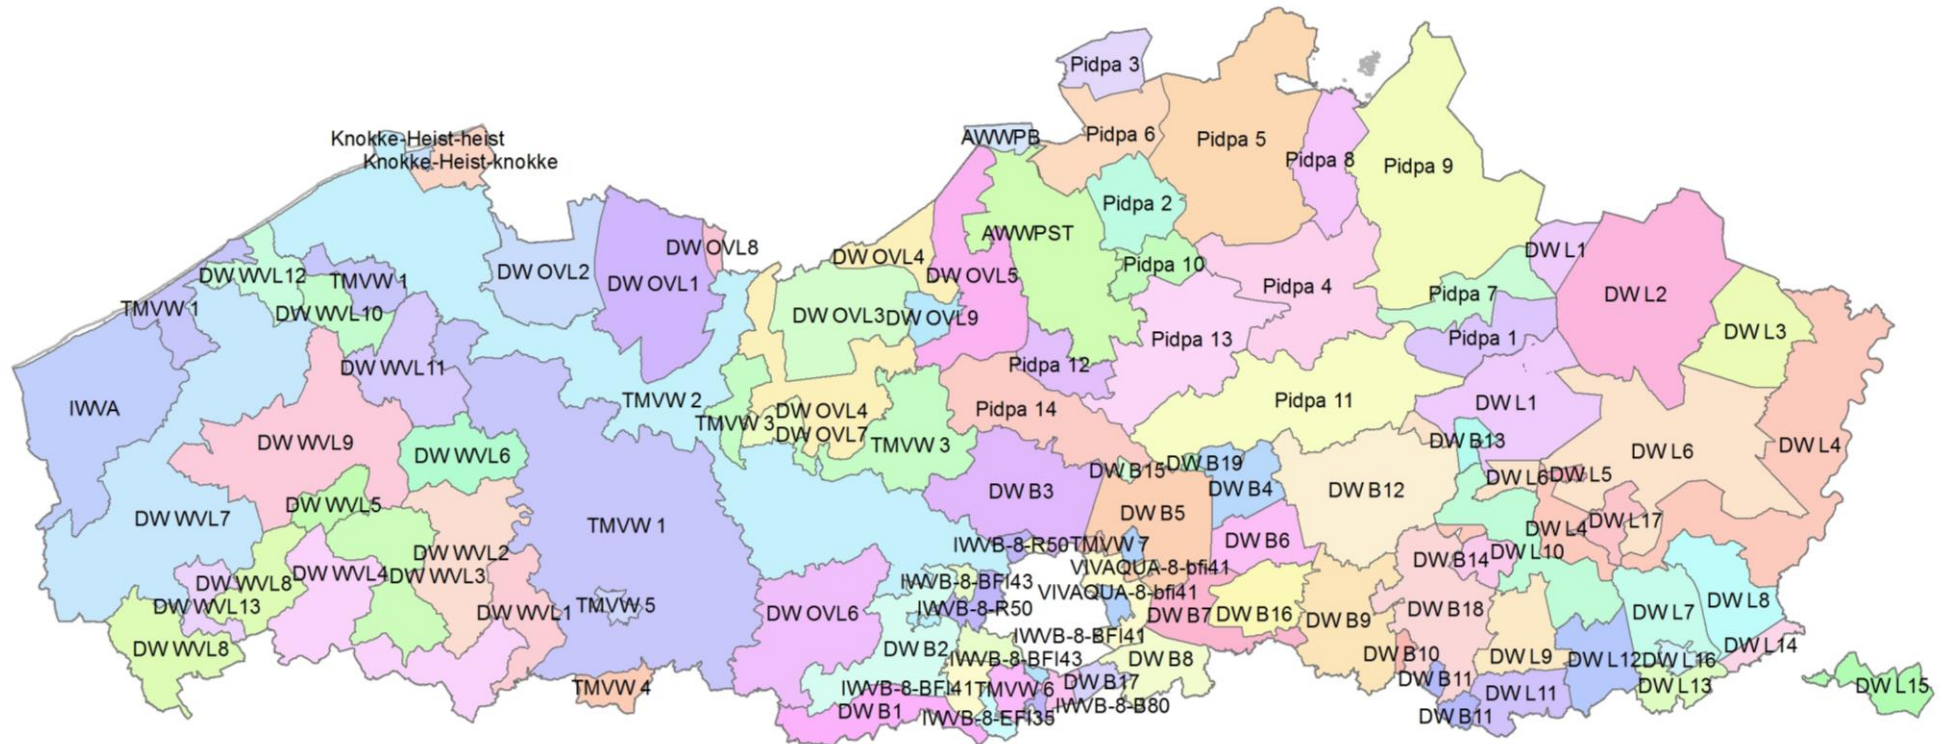 Pidpa 3
Knokke-Heist-heist
Knokke-Heist-knokke
AWWPB
Pidpa 6
Pidpa 5
Pidpa 8
Pidpa 9
Pidpa 2
AWWPST
DW OVL8
DW OVL4
DW OVL5
DW OVL2
DW OVL1
Pidpa 10
DW L1
DW WVL12
TMVW 1
Pidpa 4
Pidpa 7
DW L2
TMVW 1
DW WVL10
DW OVL3
DW OVL9
Pidpa 13
Pidpa 1
DW L3
DW WVL11
Pidpa 12
IWVA
TMVW 2
DW OVL4
Pidpa 14
Pidpa 11
DW L1
TMVW 3
DW OVL7
TMVW 3
DW WVL9
DW WVL6
DW B13
DW L6
DW L4
DW B15
DW B19
DW B3
DW B4
DW B12
DW L6
DW L5
DW WVL5
DW WVL7
TMVW 1
DW B5
DW L4
DW L17
IWVB-8-R50
TMVW 7
DW B6
DW WVL2
DW B14
DW L10
VIVAQUA-8-bfi41
DW WVL8
DW WVL4
DW WVL3
IWVB-8-BFI43
VIVAQUA-8-bfi41
DW WVL13
TMVW 5
DW WVL1
DW OVL6
IWVB-8-R50
DW B7
DW B16
DW B9
DW B18
DW L7
DW L8
IWVB-8-BFI41
DW WVL8
DW B2
IWVB-8-BFI43
DW B8
DW B10
DW L9
DW L12
DW L16
DW L14
TMVW 4
IWVB-8-BFI41
TMVW 6
DW B17
DW B11
DW L11
DW L13
DW L15
DW B1
IWVB-8-EFI35
IWVB-8-B80
DW B11